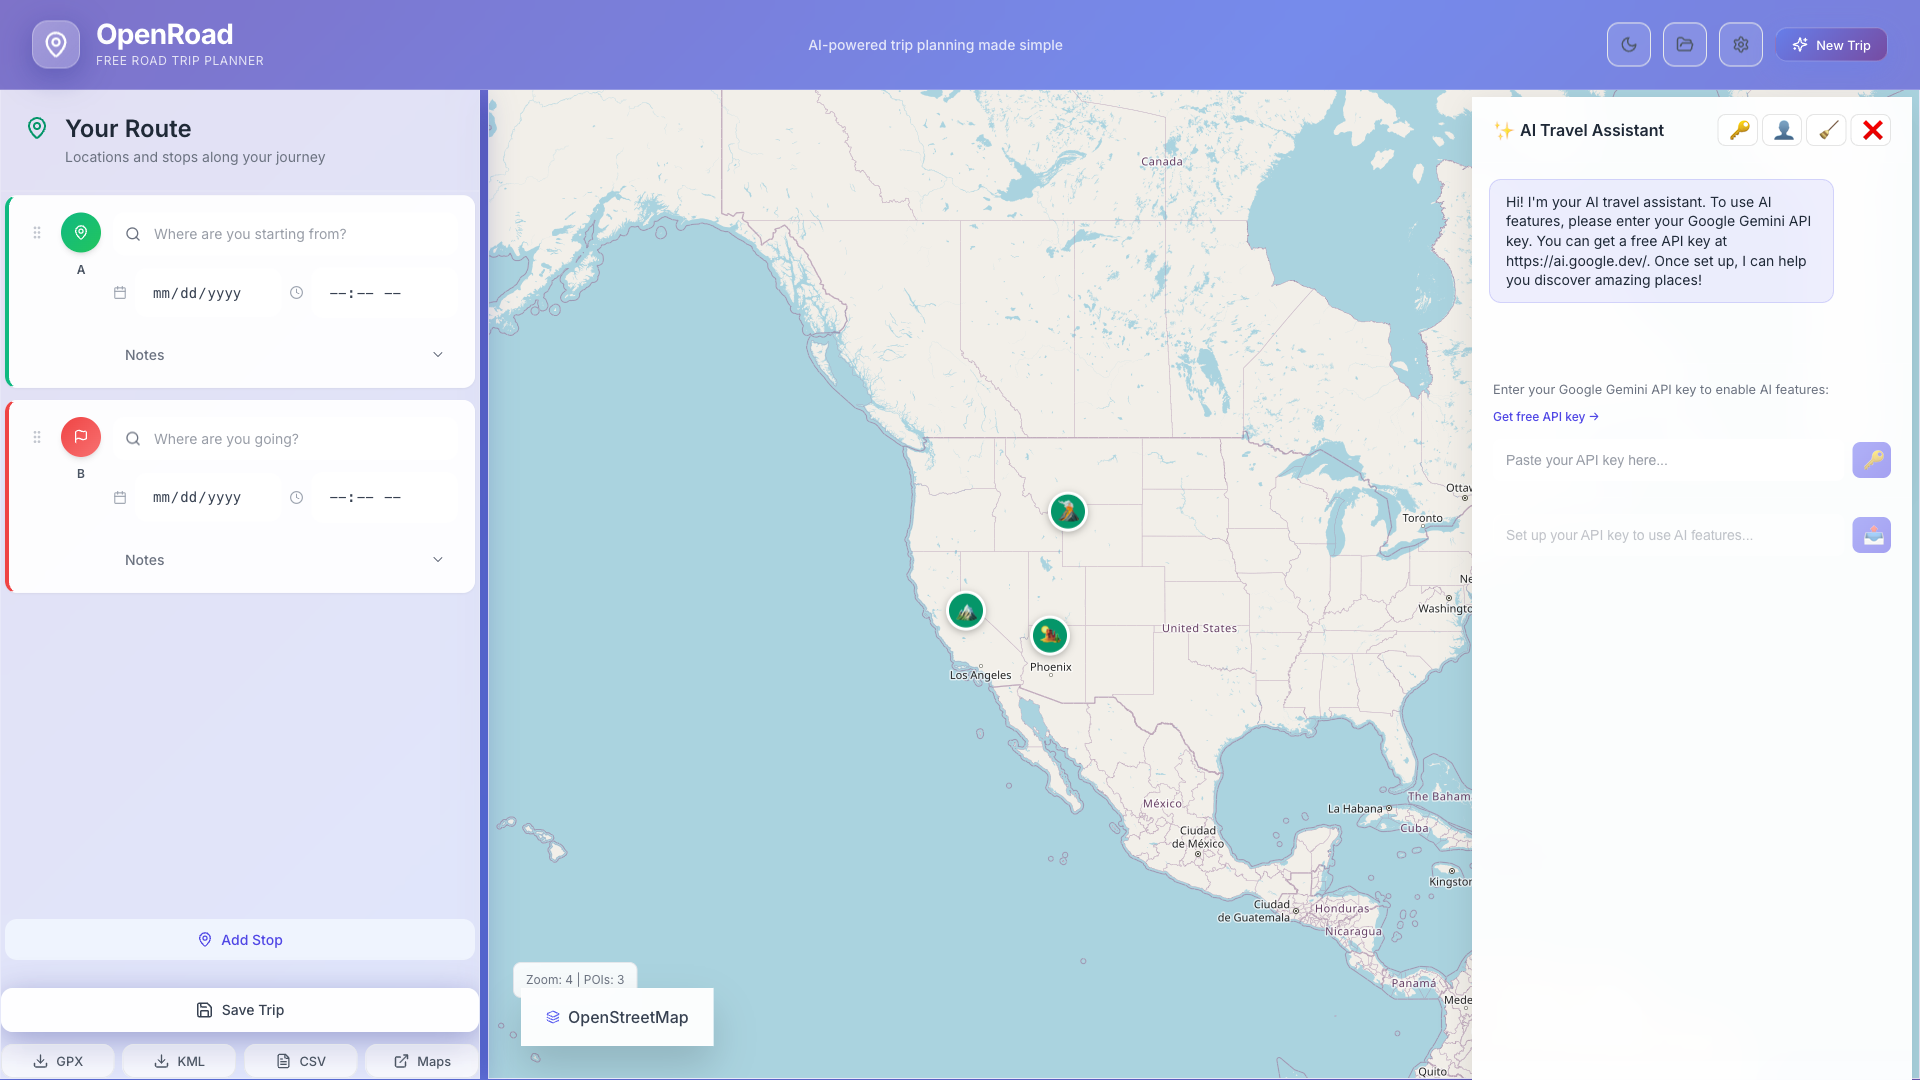 OpenRoad
FREE ROAD TRIP PLANNER
AI-powered trip planning made simple
New Trip
Your Route
Locations and stops along your journey
Where are you starting from?
A
mm/dd/yyyy
--:-- --
Notes
Where are you going?
B
mm/dd/yyyy
--:-- --
Notes
Add Stop
Save Trip
GPX
KML
CSV
Maps
Canada
Ottaw
Toronto
Ne
Washingto
United States
Los Angeles
Phoenix
México
La Habana
The Baham
Cuba
Ciudad
de México
Kingston
Ciudad
de Guatemala
Honduras
Nicaragua
Panamá
Mede
Quito
Zoom: 4 | POIs: 3
OpenStreetMap
✨ AI Travel Assistant
Hi! I'm your AI travel assistant. To use AI
features, please enter your Google Gemini API
key. You can get a free API key at
https://ai.google.dev/. Once set up, I can help
you discover amazing places!
Enter your Google Gemini API key to enable AI features:
Get free API key →
Paste your API key here...
Set up your API key to use AI features...